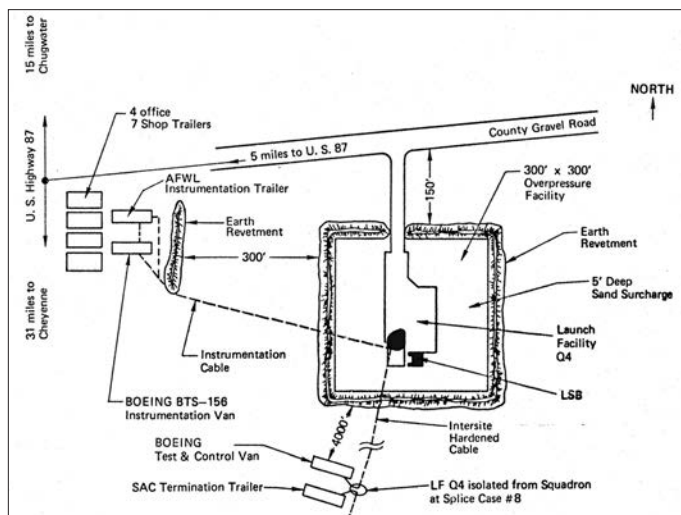 15 miles to
Chugwater
NORTH
4 office
7 Shop Trailers
County Gravel Road
5 miles to U. S. 87
U. S. Highway 87
AFWL
Instrumentation Trailer
150'
300' x 300'
Overpressure
Facility
Earth
Revetment
Earth
Revetment
300'
5' Deep
Sand Surcharge
31 miles to
Cheyenne
Launch
Facility
Q4
Instrumentation
Cable
LSB
BOEING BTS-156
Instrumentation Van
4000'
Intersite
Hardened
Cable
BOEING
Test & Control Van
SAC Termination Trailer
LF Q4 isolated from Squadron
at Splice Case #8